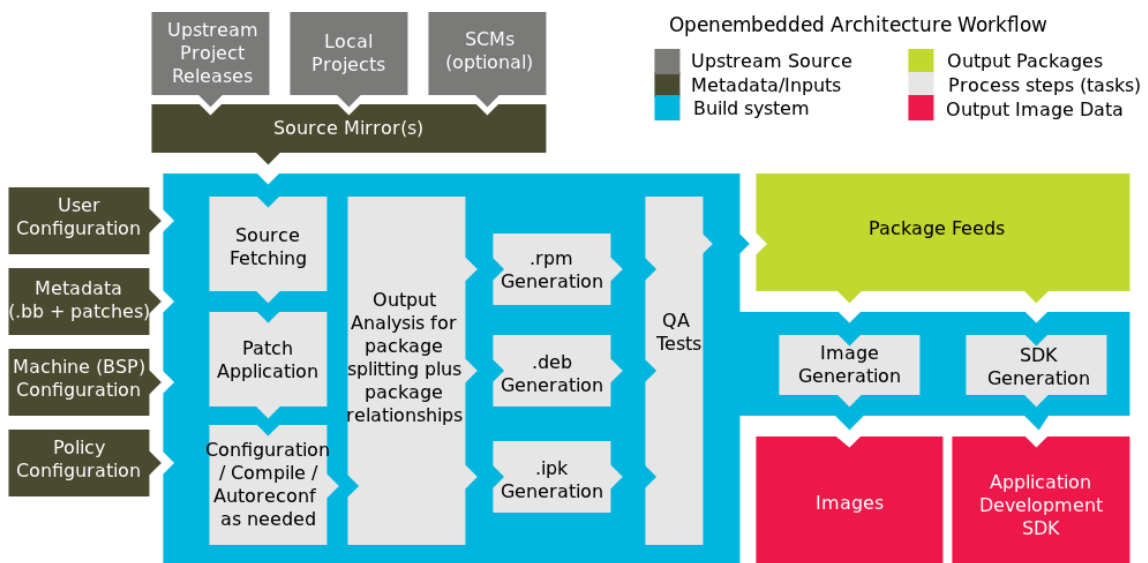 Openembedded Architecture Workflow
Upstream Source
Metadata/Inputs
Build system
Output Packages
Process steps (tasks)
Output Image Data
Upstream
Project
Releases
Local
Projects
SCMs
(optional)
Source Mirror(s)
User
Configuration
Metadata
(.bb + patches)
Machine (BSP)
Configuration
Policy
Configuration
Source
Fetching
Patch
Application
Configuration
/ Compile /
Autoreconf
as needed
Output
Analysis for
package
splitting plus
package
relationships
.rpm
Generation
.deb
Generation
.ipk
Generation
QA
Tests
Package Feeds
Image
Generation
SDK
Generation
Images
Application
Development
SDK